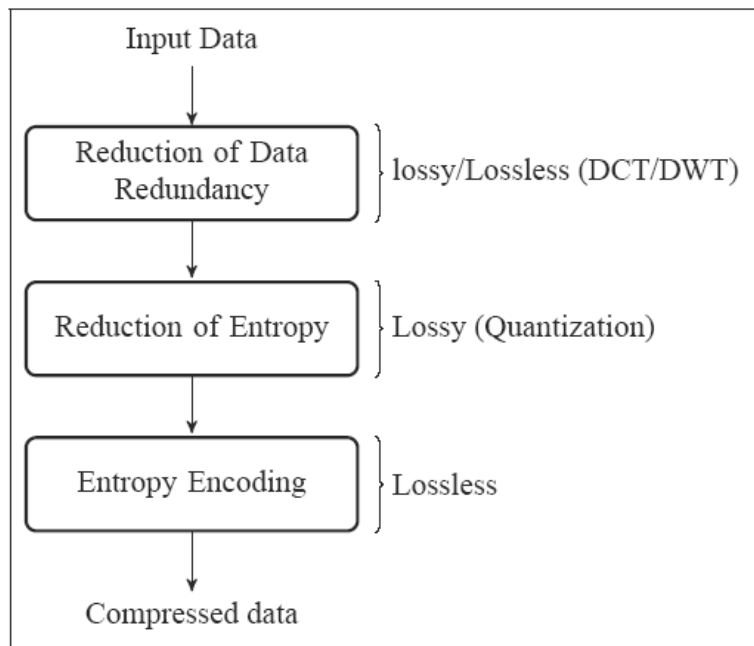 Input Data
Reduction of Data
Redundancy
lossy/Lossless (DCT/DWT)
Reduction of Entropy
Lossy (Quantization)
Entropy Encoding
Lossless
Compressed data